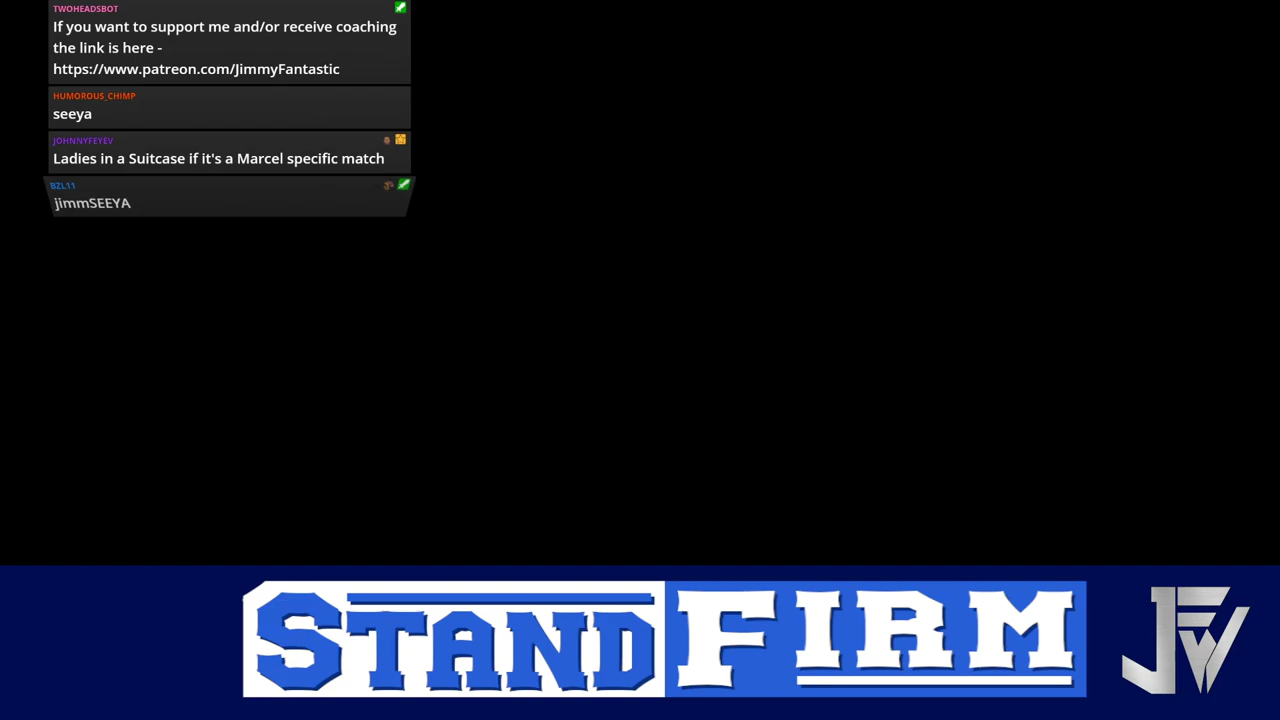 TWOHEADSBOT
If you want to support me and/or receive coaching
the link is here -
https://www.patreon.com/JimmyFantastic
HUMOROUS_CHIMP
seeya
JOHNNYFEYEV
Ladies in a Suitcase if it's a Marcel specific match
BZL11
jimmSEEYA
STAND FIRM
JFW